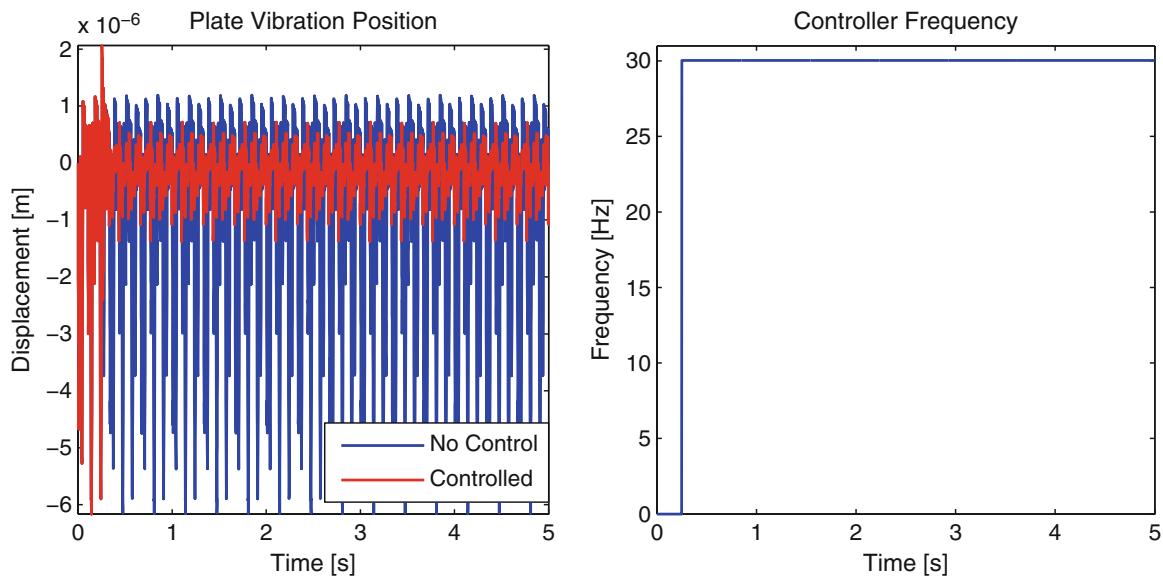 Plate Vibration Position
x 10⁻⁶
2
1
0
−1
−2
−3
−4
−5
−6
Displacement [m]
0 1 2 3 4 5
Time [s]
No Control
Controlled
Controller Frequency
30
25
20
15
10
5
0
Frequency [Hz]
0 1 2 3 4 5
Time [s]